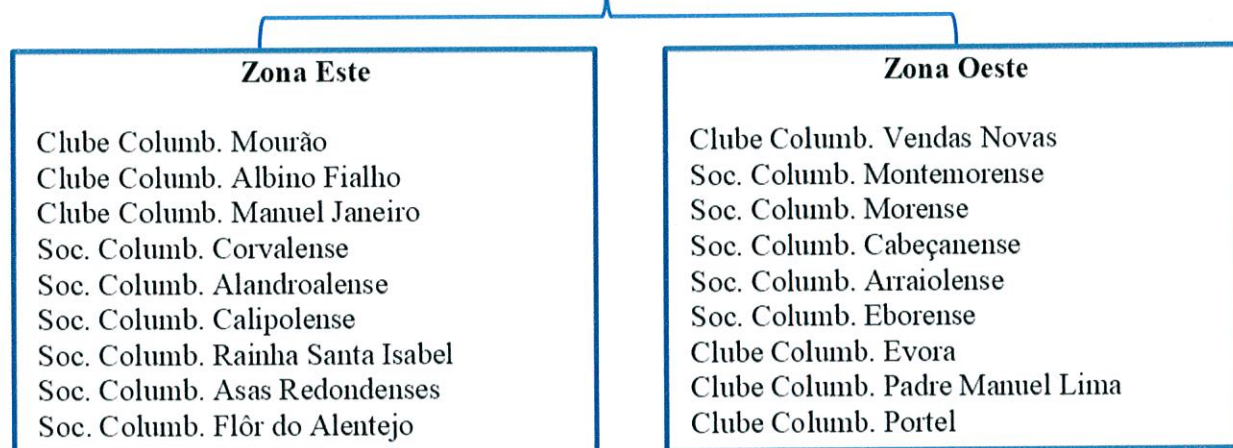 Zona Este
Clube Columb. Mourão
Clube Columb. Albino Fialho
Clube Columb. Manuel Janeiro
Soc. Columb. Corvalense
Soc. Columb. Alandroalense
Soc. Columb. Calipolense
Soc. Columb. Rainha Santa Isabel
Soc. Columb. Asas Redondenses
Soc. Columb. Flôr do Alentejo
Zona Oeste
Clube Columb. Vendas Novas
Soc. Columb. Montemorense
Soc. Columb. Morense
Soc. Columb. Cabeçanense
Soc. Columb. Arraiolense
Soc. Columb. Eborense
Clube Columb. Evora
Clube Columb. Padre Manuel Lima
Clube Columb. Portel